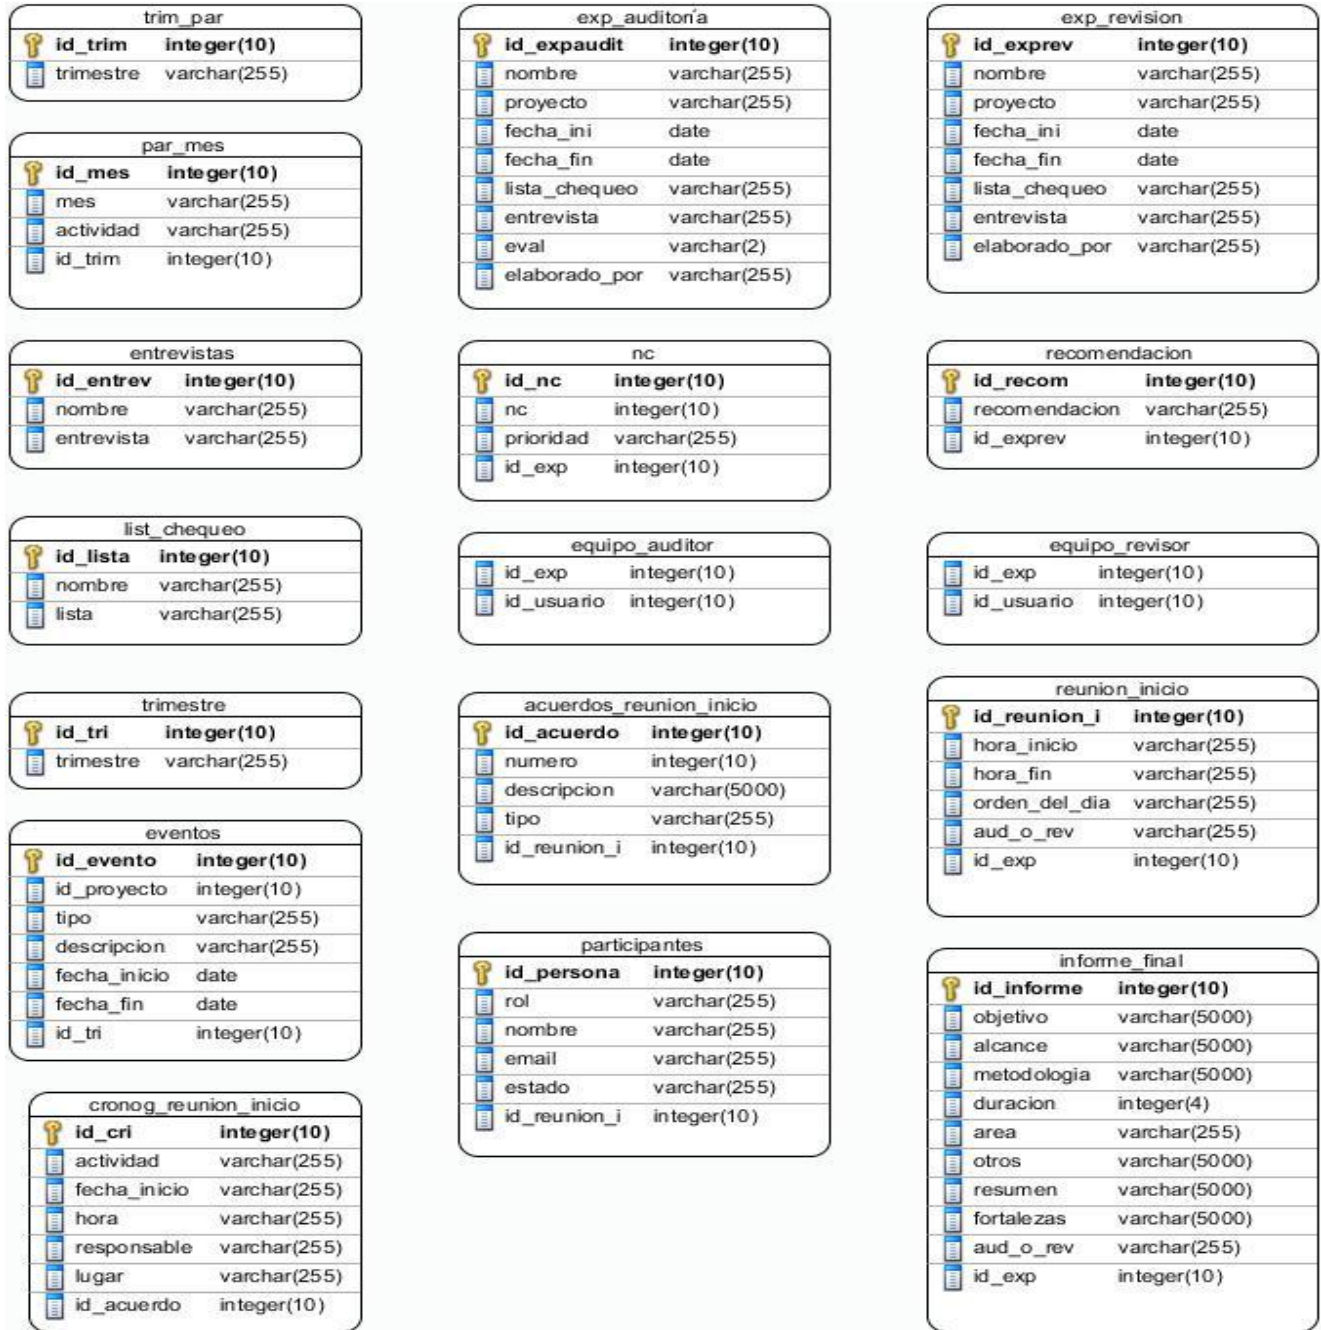 trim_par
id_trim integer(10)
trimestre varchar(255)
par_mes
id_mes integer(10)
mes varchar(255)
actividad varchar(255)
id_trim integer(10)
entrevistas
id_entrev integer(10)
nombre varchar(255)
entrevista varchar(255)
list_chequeo
id_lista integer(10)
nombre varchar(255)
lista varchar(255)
trimestre
id_tri integer(10)
trimestre varchar(255)
eventos
id_evento integer(10)
id_proyecto integer(10)
tipo varchar(255)
descripcion varchar(255)
fecha_inicio date
fecha_fin date
id_tri integer(10)
cronog_reunion_inicio
id_cri integer(10)
actividad varchar(255)
fecha_inicio varchar(255)
hora varchar(255)
responsable varchar(255)
lugar varchar(255)
id_acuerdo integer(10)
exp_auditoría
id_expaudit integer(10)
nombre varchar(255)
proyecto varchar(255)
fecha_ini date
fecha_fin date
lista_chequeo varchar(255)
entrevista varchar(255)
eval varchar(2)
elaborado_por varchar(255)
nc
id_nc integer(10)
nc integer(10)
prioridad varchar(255)
id_exp integer(10)
equipo_auditor
id_exp integer(10)
id_usuario integer(10)
acuerdos_reunion_inicio
id_acuerdo integer(10)
numero integer(10)
descripcion varchar(5000)
tipo varchar(255)
id_reunion_i integer(10)
participantes
id_persona integer(10)
rol varchar(255)
nombre varchar(255)
email varchar(255)
estado varchar(255)
id_reunion_i integer(10)
exp_revision
id_exprev integer(10)
nombre varchar(255)
proyecto varchar(255)
fecha_ini date
fecha_fin date
lista_chequeo varchar(255)
entrevista varchar(255)
elaborado_por varchar(255)
recomendacion
id_recom integer(10)
recomendacion varchar(255)
id_exprev integer(10)
equipo_revisor
id_exp integer(10)
id_usuario integer(10)
reunion_inicio
id_reunion_i integer(10)
hora_inicio varchar(255)
hora_fin varchar(255)
orden_del_dia varchar(255)
aud_o_rev varchar(255)
id_exp integer(10)
informe_final
id_informe integer(10)
objetivo varchar(5000)
alcance varchar(5000)
metodologia varchar(5000)
duracion integer(4)
area varchar(255)
otros varchar(5000)
resumen varchar(5000)
fortalezas varchar(5000)
aud_o_rev varchar(255)
id_exp integer(10)